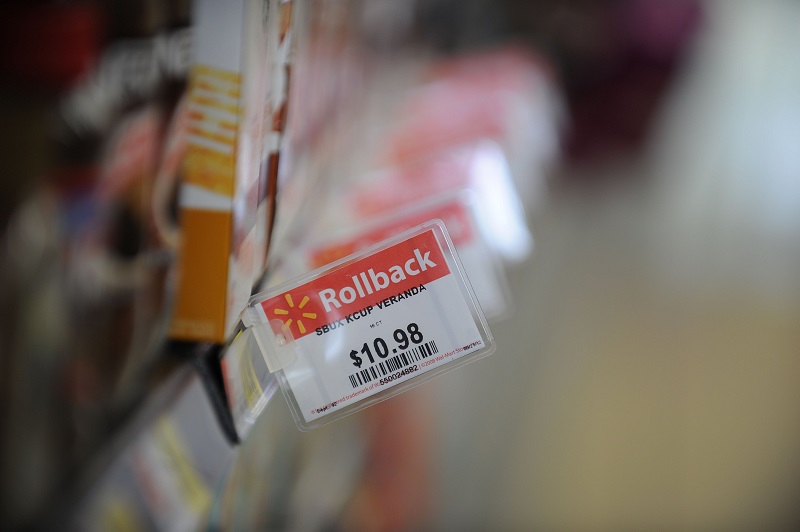 Rollback
SBUX KCUP VERANDA
$10.98
550024882